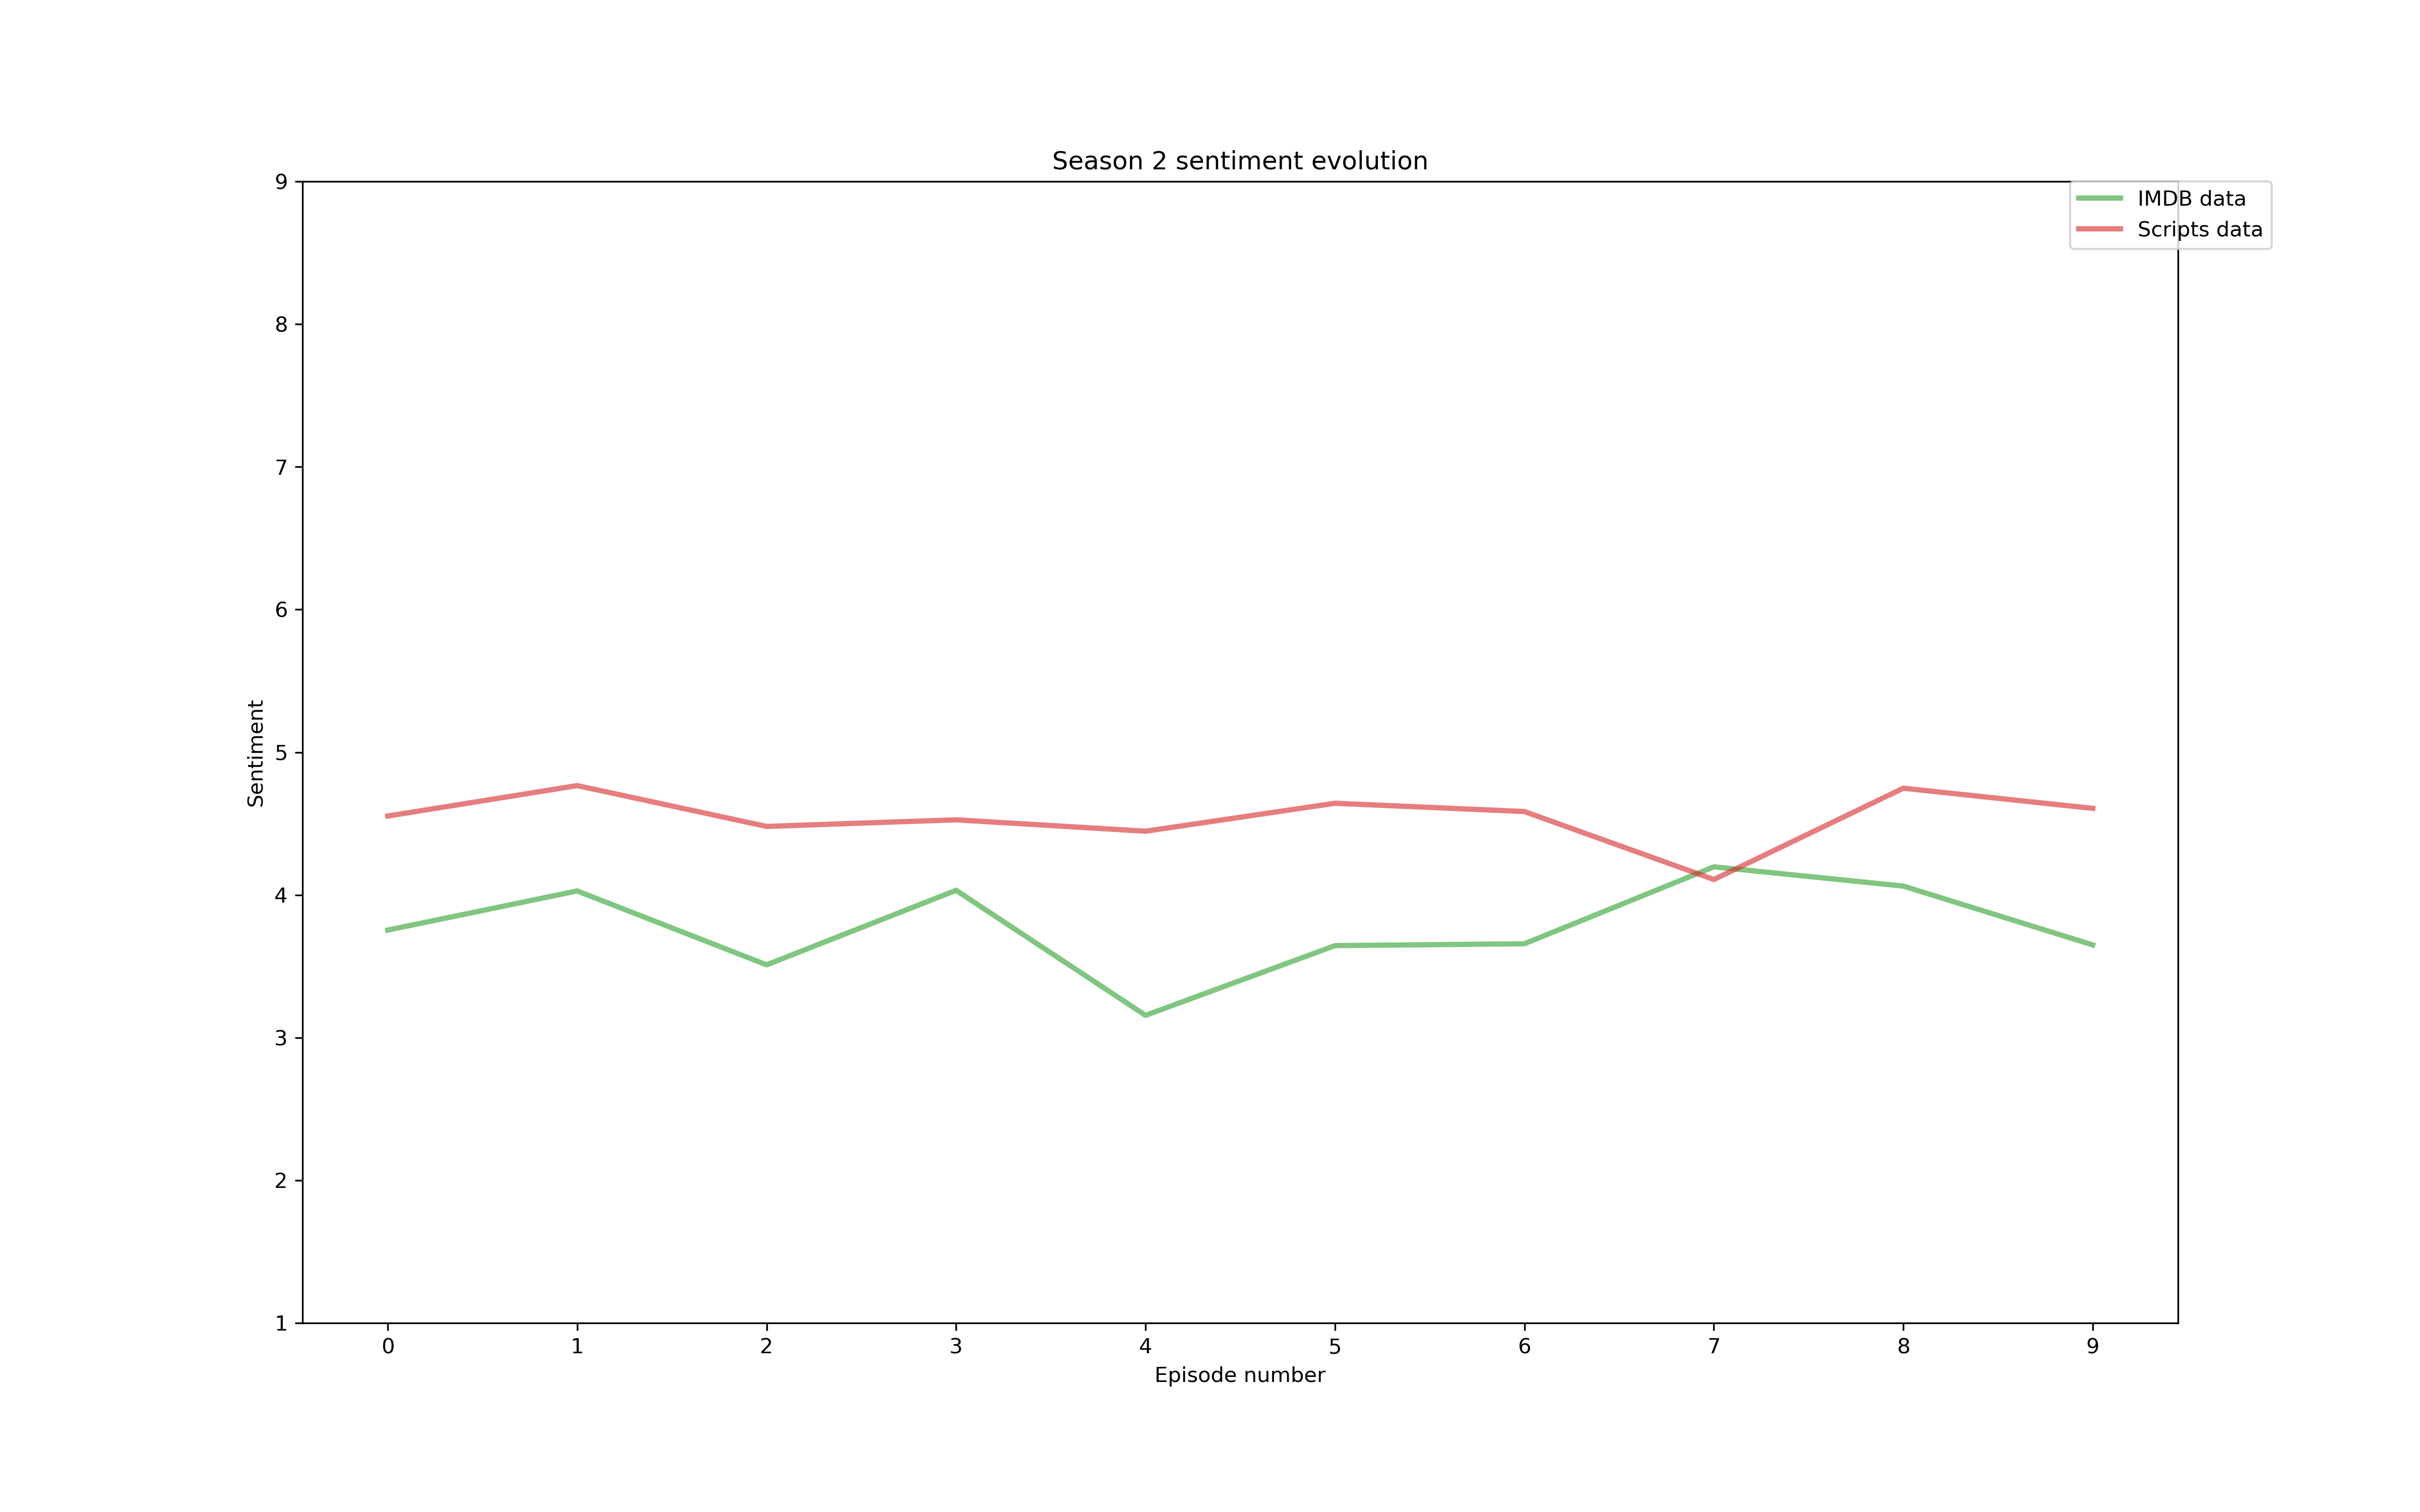 Season 2 sentiment evolution
IMDB data
Scripts data
9
8
7
6
5
4
3
2
1
Sentiment
0 1 2 3 4 5 6 7 8 9
Episode number